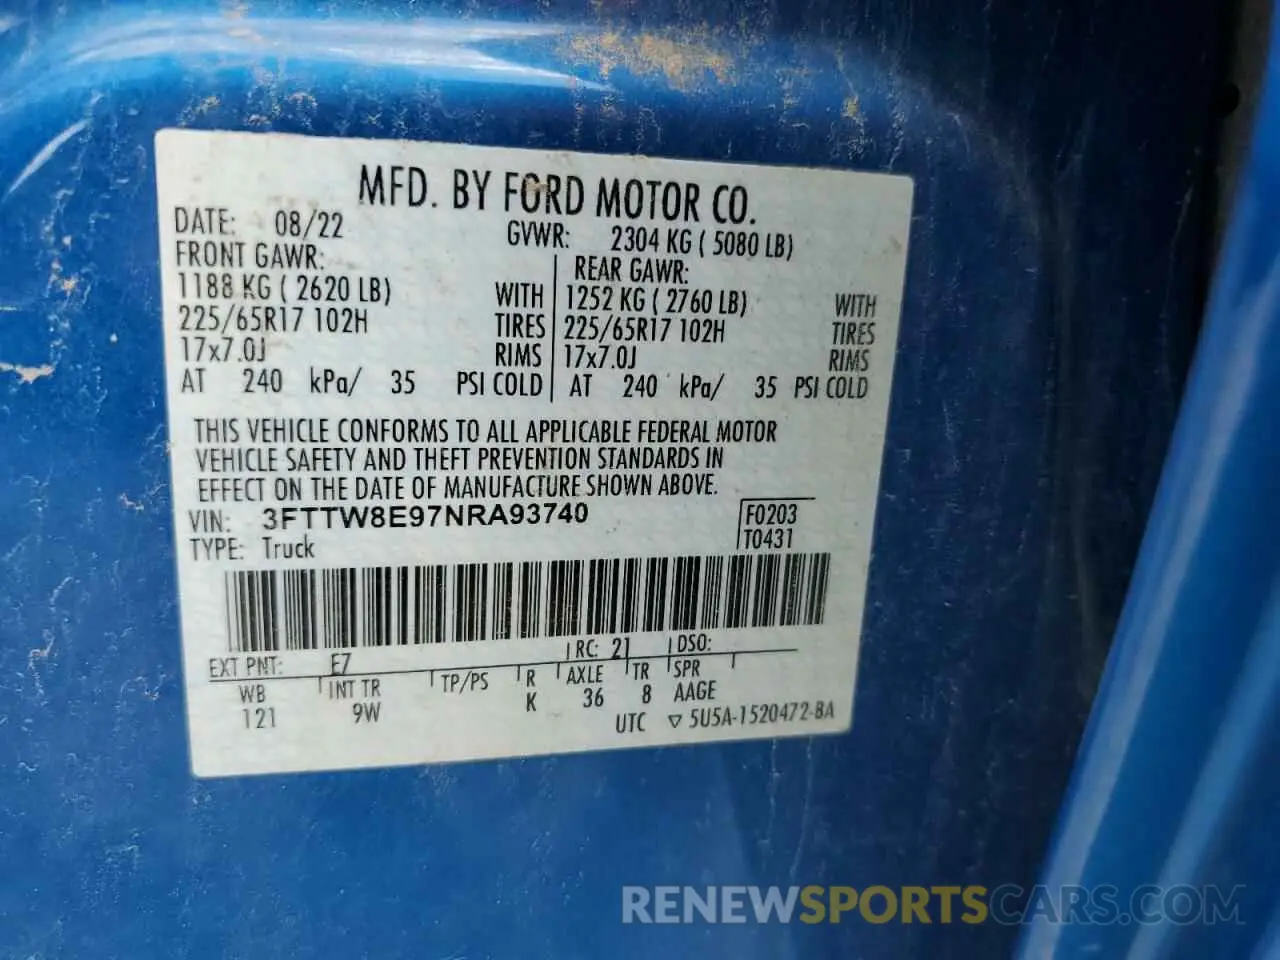 MFD. BY FORD MOTOR CO.
DATE: 08/22 GVWR: 2304 KG ( 5080 LB)
FRONT GAWR: REAR GAWR:
1188 KG ( 2620 LB) WITH 1252 KG ( 2760 LB) WITH
225/65R17 102H TIRES 225/65R17 102H TIRES
17x7.0J RIMS 17x7.0J RIMS
AT 240 kPa/ 35 PSI COLD AT 240 kPa/ 35 PSI COLD
THIS VEHICLE CONFORMS TO ALL APPLICABLE FEDERAL MOTOR
VEHICLE SAFETY AND THEFT PREVENTION STANDARDS IN
EFFECT ON THE DATE OF MANUFACTURE SHOWN ABOVE.
VIN: 3FTTW8E97NRA93740 F0203
TYPE: Truck T0431
EXT PNT: E7 RC: 21 DSO:
WB INT TR TP/PS R AXLE TR SPR
121 9W K 36 8 AAGE
UTC ▽ 5U5A-1520472-BA
RENEWSPORTSCARS.COM